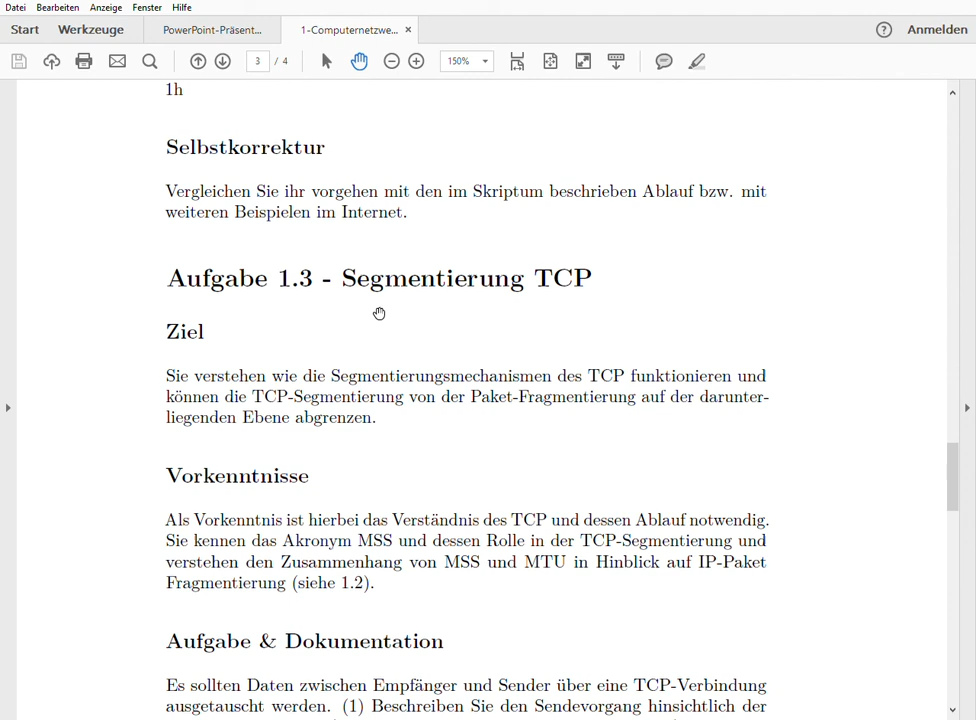 Datei Bearbeiten Anzeige Fenster Hilfe
Start Werkzeuge PowerPoint-Präsent... 1-Computernetzwe... × ? Anmelden
3 / 4 150%
1h
Selbstkorrektur
Vergleichen Sie ihr vorgehen mit den im Skriptum beschrieben Ablauf bzw. mit
weiteren Beispielen im Internet.
Aufgabe 1.3 - Segmentierung TCP
Ziel
Sie verstehen wie die Segmentierungsmechanismen des TCP funktionieren und
können die TCP-Segmentierung von der Paket-Fragmentierung auf der darunter-
liegenden Ebene abgrenzen.
Vorkenntnisse
Als Vorkenntnis ist hierbei das Verständnis des TCP und dessen Ablauf notwendig.
Sie kennen das Akronym MSS und dessen Rolle in der TCP-Segmentierung und
verstehen den Zusammenhang von MSS und MTU in Hinblick auf IP-Paket
Fragmentierung (siehe 1.2).
Aufgabe & Dokumentation
Es sollten Daten zwischen Empfänger und Sender über eine TCP-Verbindung
ausgetauscht werden. (1) Beschreiben Sie den Sendevorgang hinsichtlich der